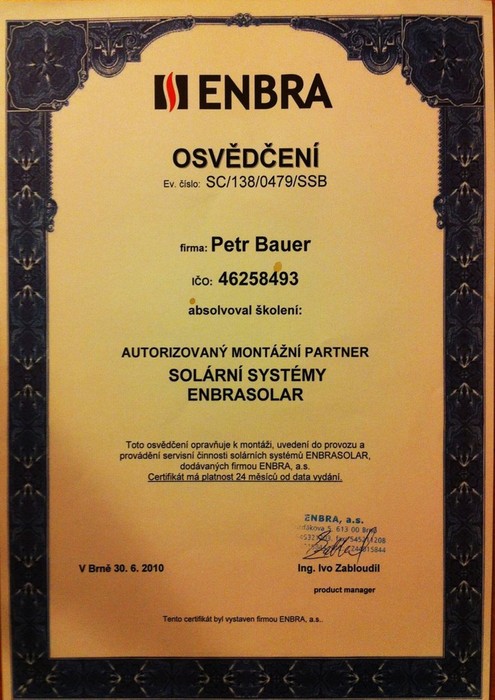 ENBRA
OSVĚDČENÍ
Ev. číslo: SC/138/0479/SSB
firma: Petr Bauer
IČO: 46258493
absolvoval školení:
AUTORIZOVANÝ MONTÁŽNÍ PARTNER
SOLÁRNÍ SYSTÉMY
ENBRASOLAR
Toto osvědčení opravňuje k montáži, uvedení do provozu a
provádění servisní činnosti solárních systémů ENBRASOLAR,
dodávaných firmou ENBRA, a.s.
Certifikát má platnost 24 měsíců od data vydání.
ENBRA, a.s.
5, 613 00
V Brně 30. 6. 2010
Ing. Ivo Zabloudil
product manager
Tento certifikát byl vystaven firmou ENBRA, a.s..